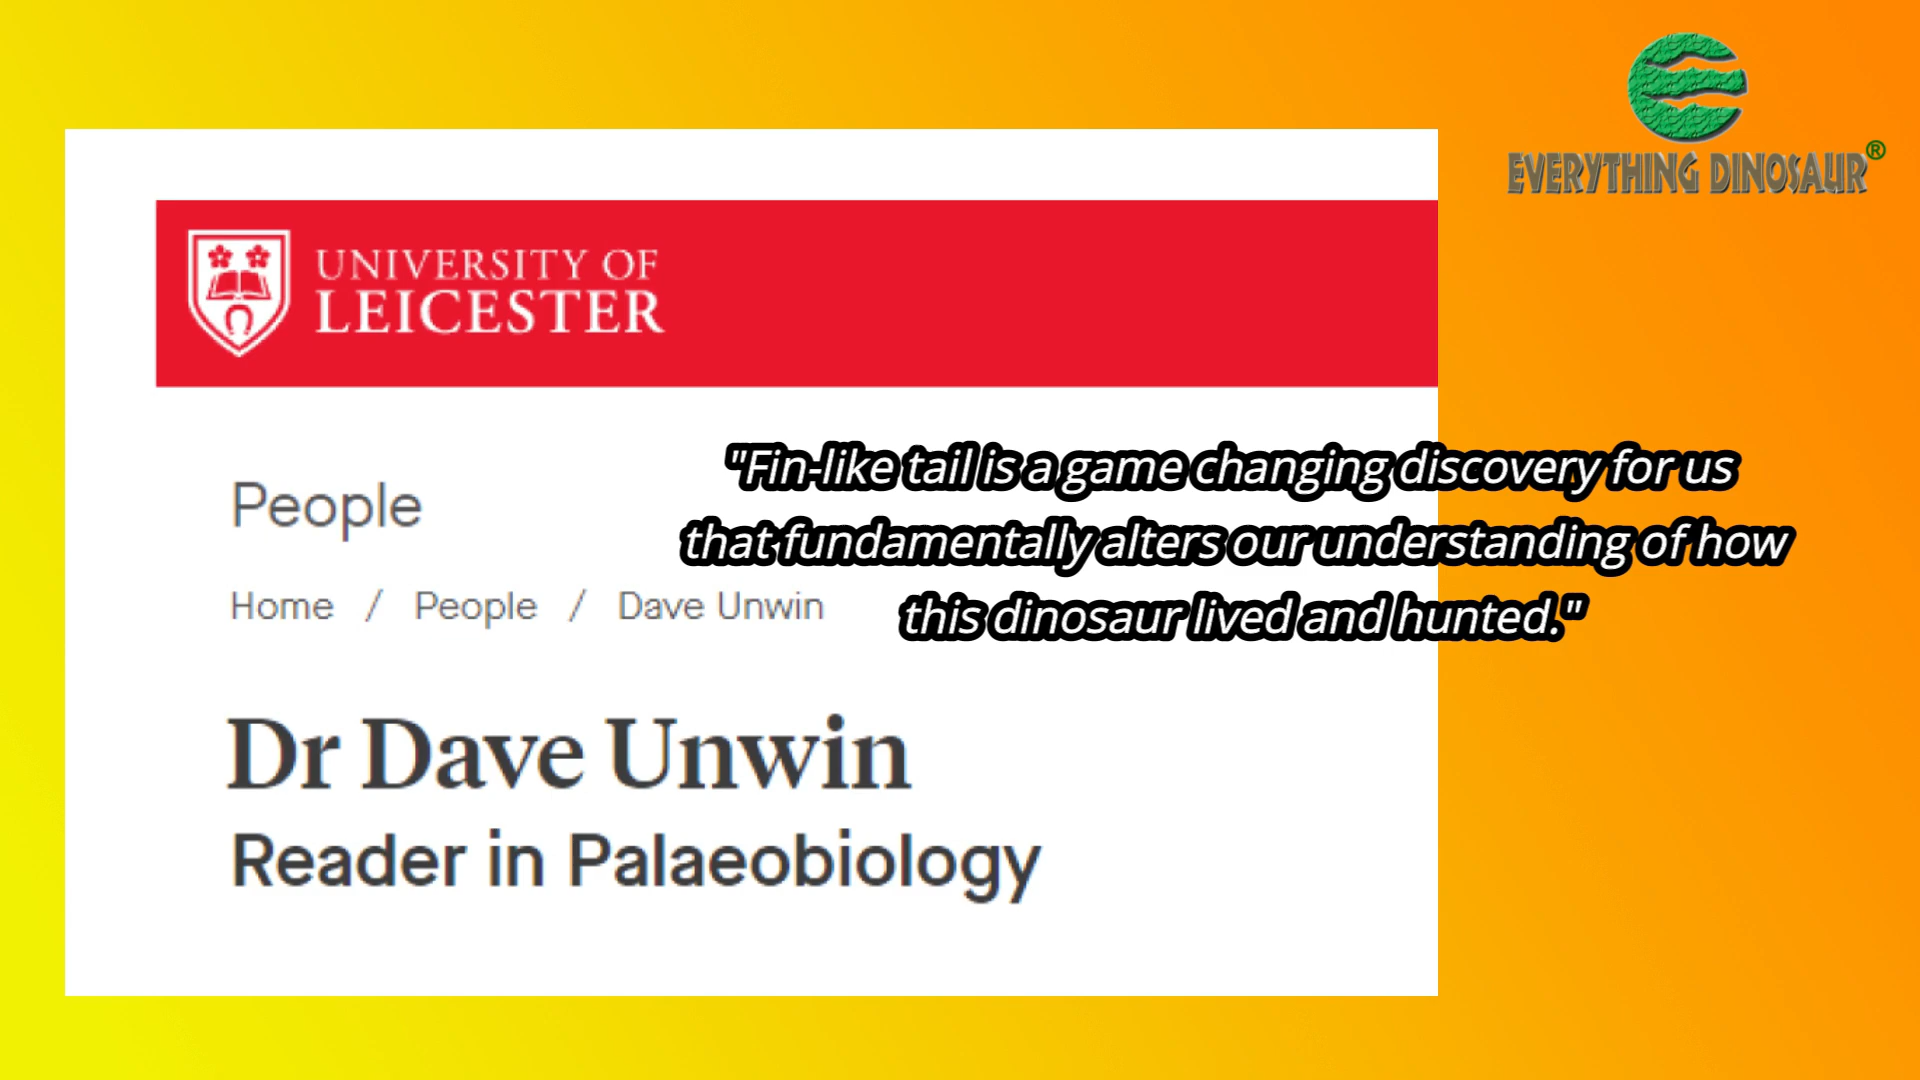 EVERYTHING DINOSAUR®
UNIVERSITY OF
LEICESTER
People
Home / People / Dave Unwin
"Fin-like tail is a game changing discovery for us
that fundamentally alters our understanding of how
this dinosaur lived and hunted."
Dr Dave Unwin
Reader in Palaeobiology